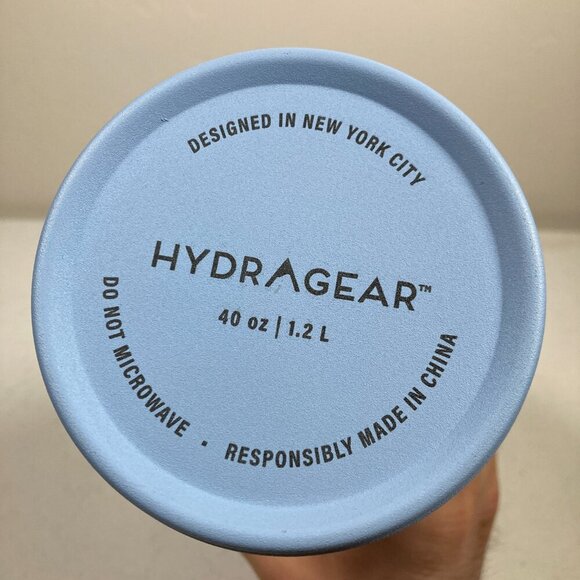 DESIGNED IN NEW YORK CITY
HYDRAGEAR™
40 oz | 1.2 L
DO NOT MICROWAVE • RESPONSIBLY MADE IN CHINA